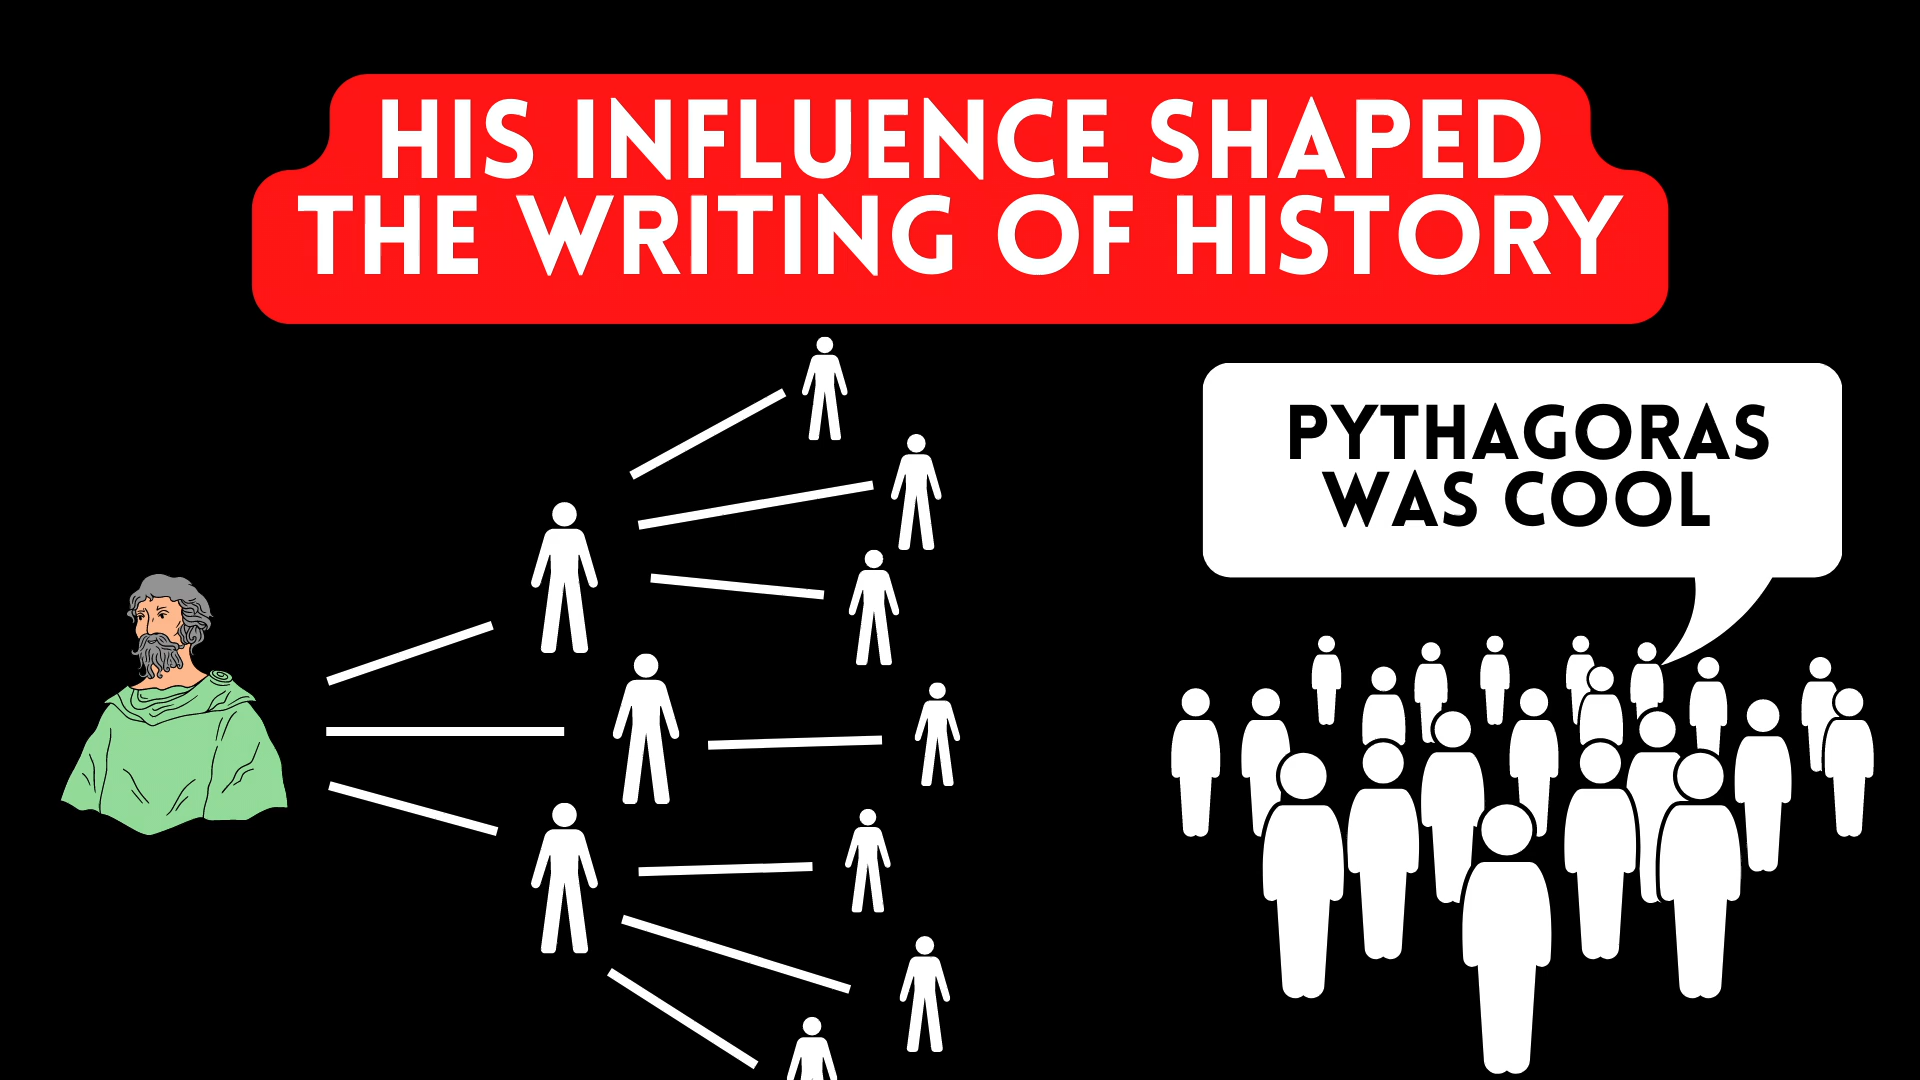 HIS INFLUENCE SHAPED
THE WRITING OF HISTORY
PYTHAGORAS
WAS COOL